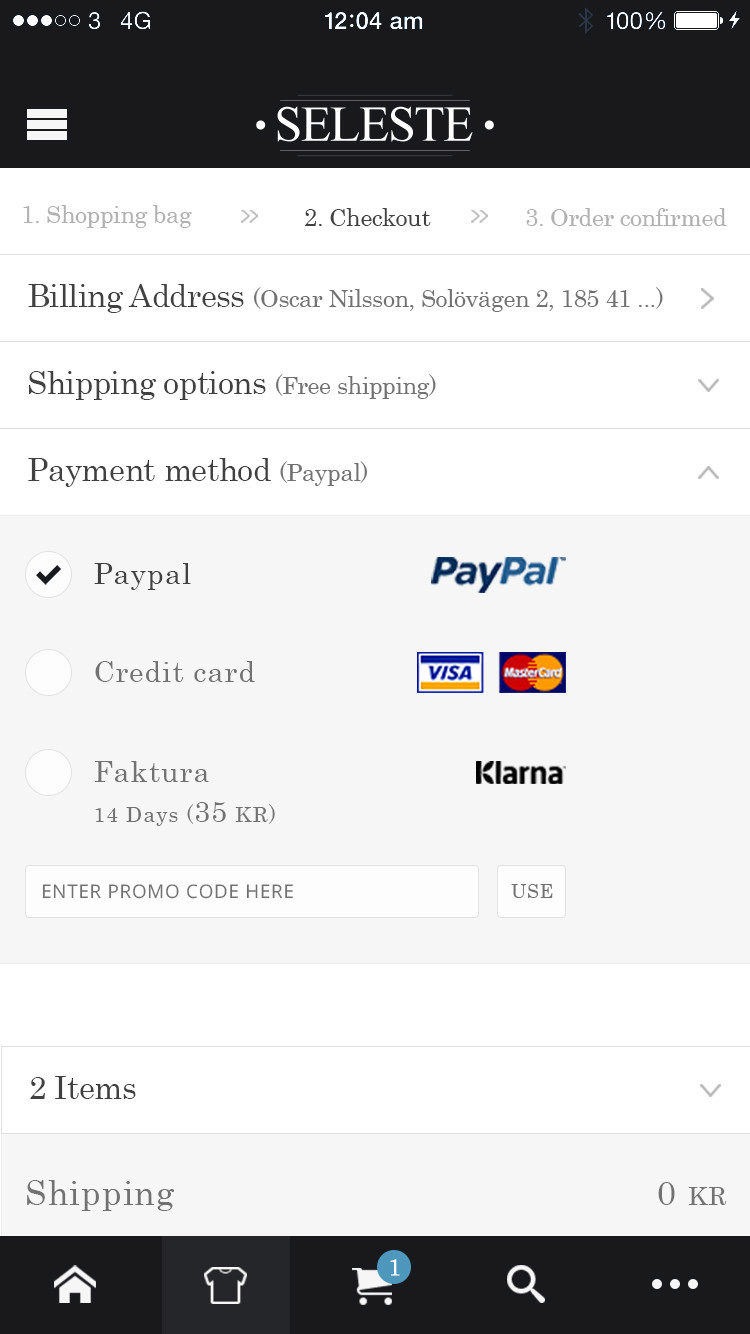 3 4G 12:04 am 100%
• SELESTE •
1. Shopping bag » 2. Checkout » 3. Order confirmed
Billing Address (Oscar Nilsson, Solövägen 2, 185 41 ...)
Shipping options (Free shipping)
Payment method (Paypal)
Paypal PayPal™
Credit card VISA MasterCard
Faktura Klarna
14 Days (35 KR)
ENTER PROMO CODE HERE USE
2 Items
Shipping 0 KR
1